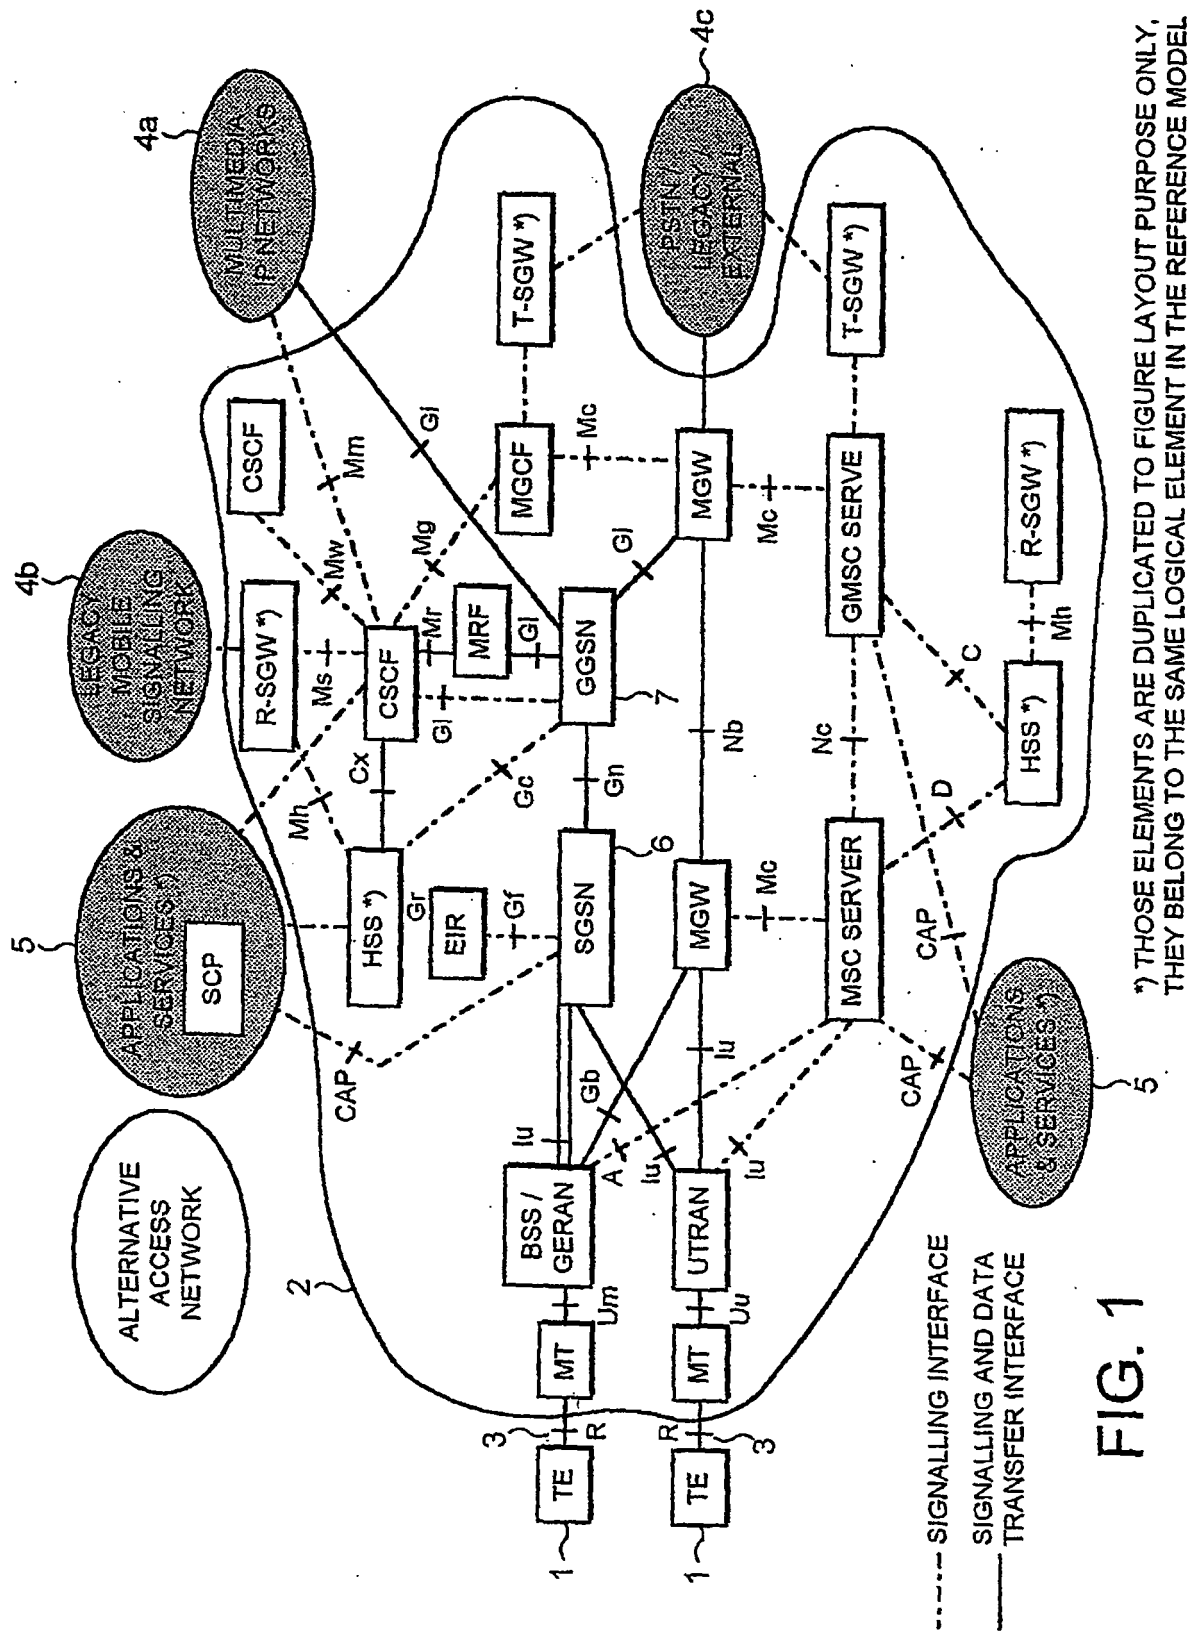 ALTERNATIVE
ACCESS
NETWORK
5
APPLICATIONS &
SERVICES *)
SCP
4b
LEGACY
MOBILE
SIGNALLING
NETWORK
4a
MULTIMEDIA
IP NETWORKS
2
CAP
Mh
R-SGW *)
Ms
Mw
CSCF
Mm
HSS *)
Cx
CSCF
Gr
EIR
Gf
Gc
GI
Mr
MRF
GI
Mg
GI
MGCF
T-SGW *)
3
1
TE
R
MT
Um
BSS /
GERAN
Iu
SGSN
6
Gn
GGSN
7
GI
Mc
4c
PSTN /
LEGACY /
EXTERNAL
A
Gb
1
TE
R
3
MT
Uu
UTRAN
Iu
Iu
Iu
MGW
Nb
MGW
Mc
Mc
MSC SERVER
Nc
GMSC SERVE
T-SGW *)
CAP
CAP
D
C
HSS *)
Mh
R-SGW *)
APPLICATIONS
& SERVICES *)
5
SIGNALLING INTERFACE
SIGNALLING AND DATA
TRANSFER INTERFACE
FIG. 1
*) THOSE ELEMENTS ARE DUPLICATED TO FIGURE LAYOUT PURPOSE ONLY,
THEY BELONG TO THE SAME LOGICAL ELEMENT IN THE REFERENCE MODEL